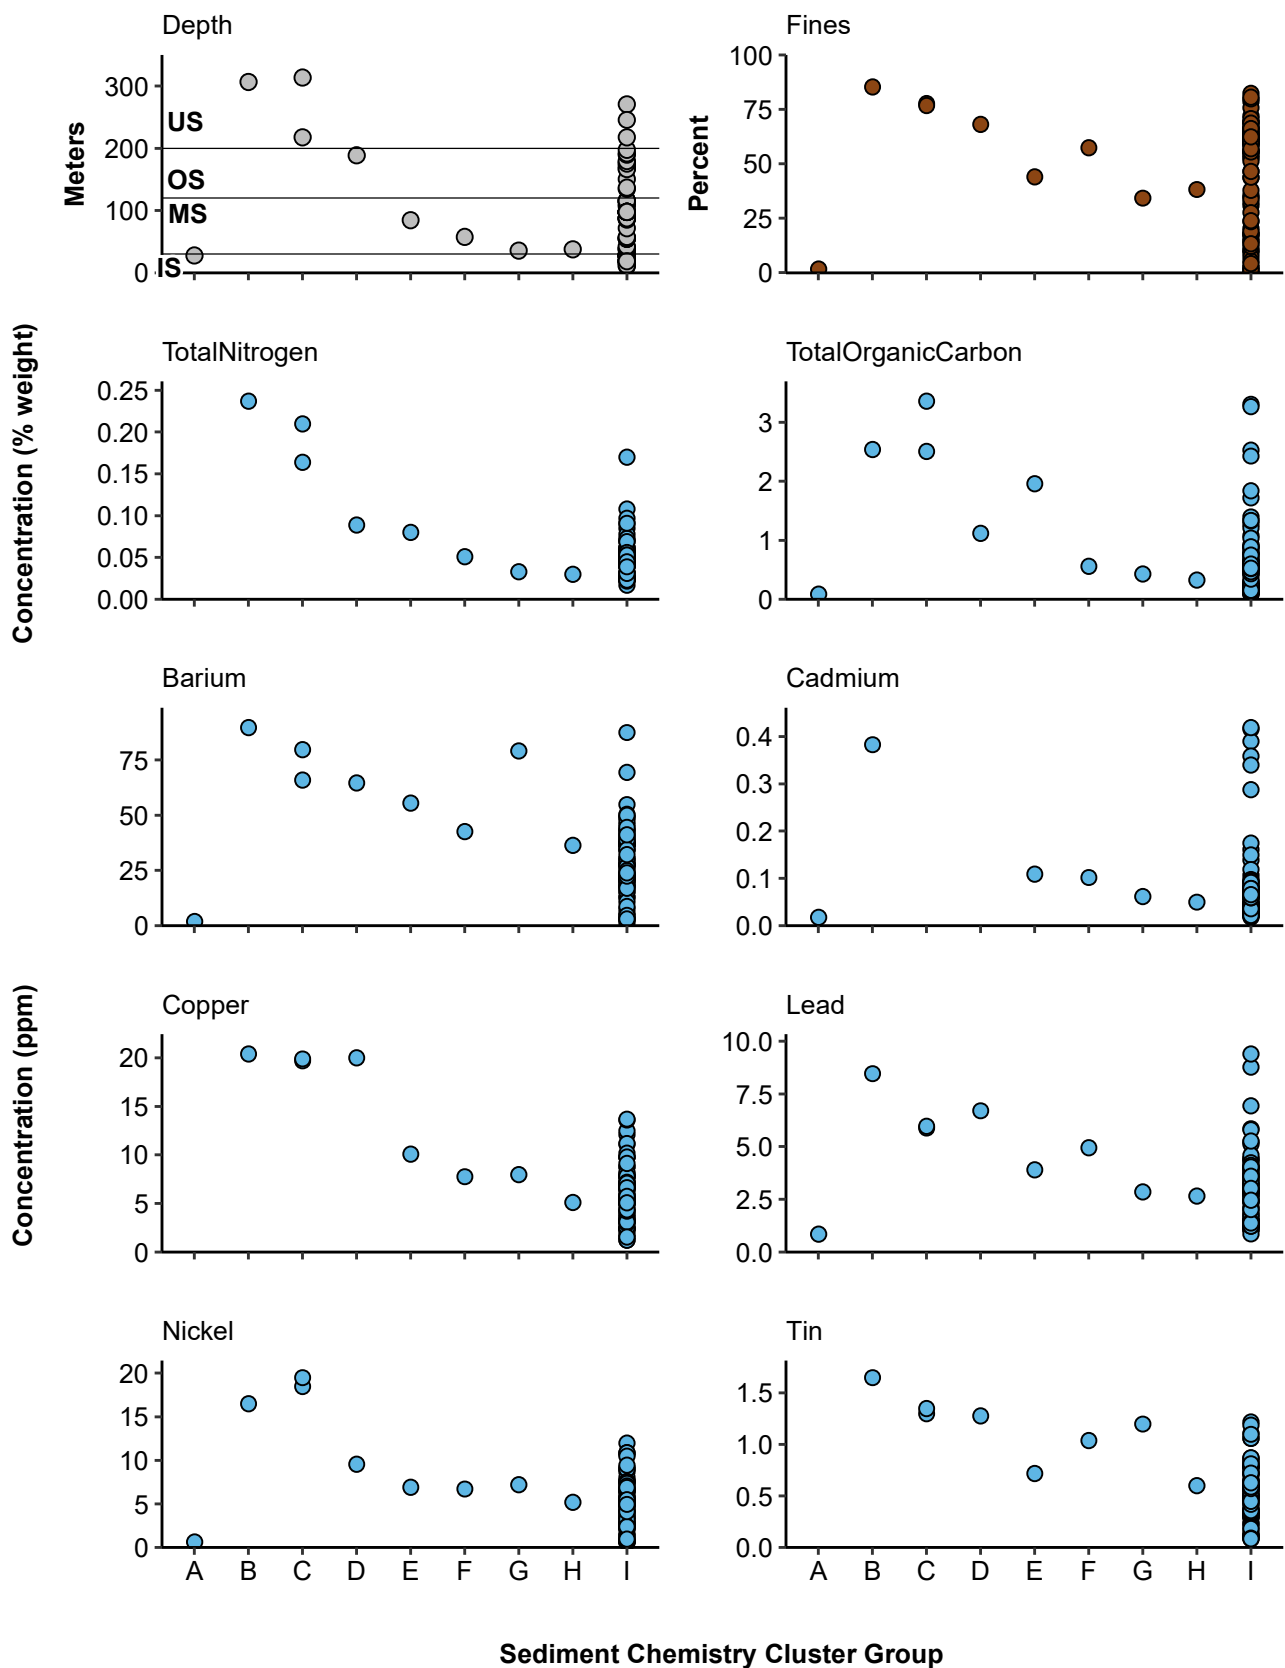 Depth
Fines
Meters
300
200
100
0
US
OS
MS
IS
Percent
100
75
50
25
0
Concentration (% weight)
TotalNitrogen
0.25
0.20
0.15
0.10
0.05
0.00
TotalOrganicCarbon
3
2
1
0
Barium
75
50
25
0
Cadmium
0.4
0.3
0.2
0.1
0.0
Concentration (ppm)
Copper
20
15
10
5
0
Lead
10.0
7.5
5.0
2.5
0.0
Nickel
20
15
10
5
0
A B C D E F G H I
Tin
1.5
1.0
0.5
0.0
A B C D E F G H I
Sediment Chemistry Cluster Group